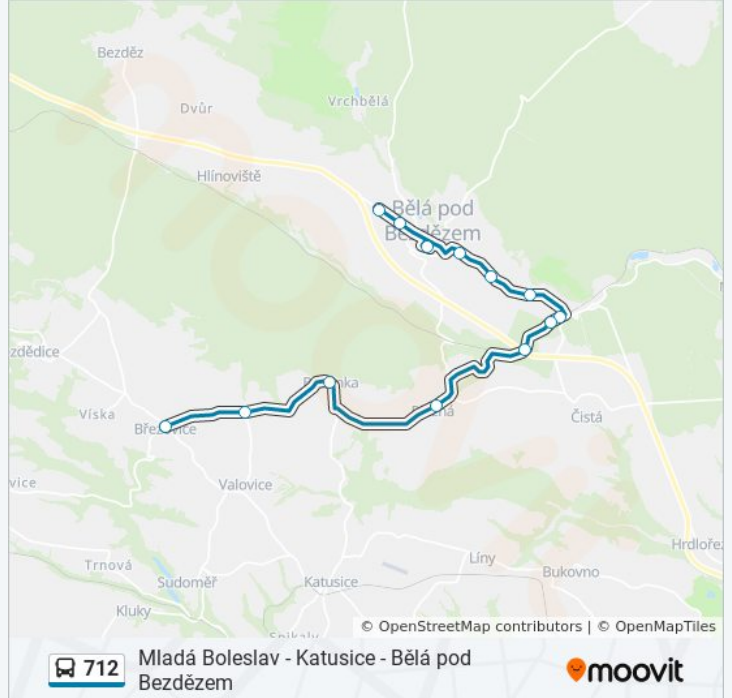 Bezděz
Dvůr
Vrchbělá
Hlínoviště
Bělá pod
Bezdězem
zdědice
Víska
Březovice
vice
Valovice
Čistá
Hrdlořez
Líny
Bukovno
Trnová
Sudoměř
Katusice
Kluky
© OpenStreetMap contributors | © OpenMapTiles
712
Mladá Boleslav - Katusice - Bělá pod
Bezdězem
moovit